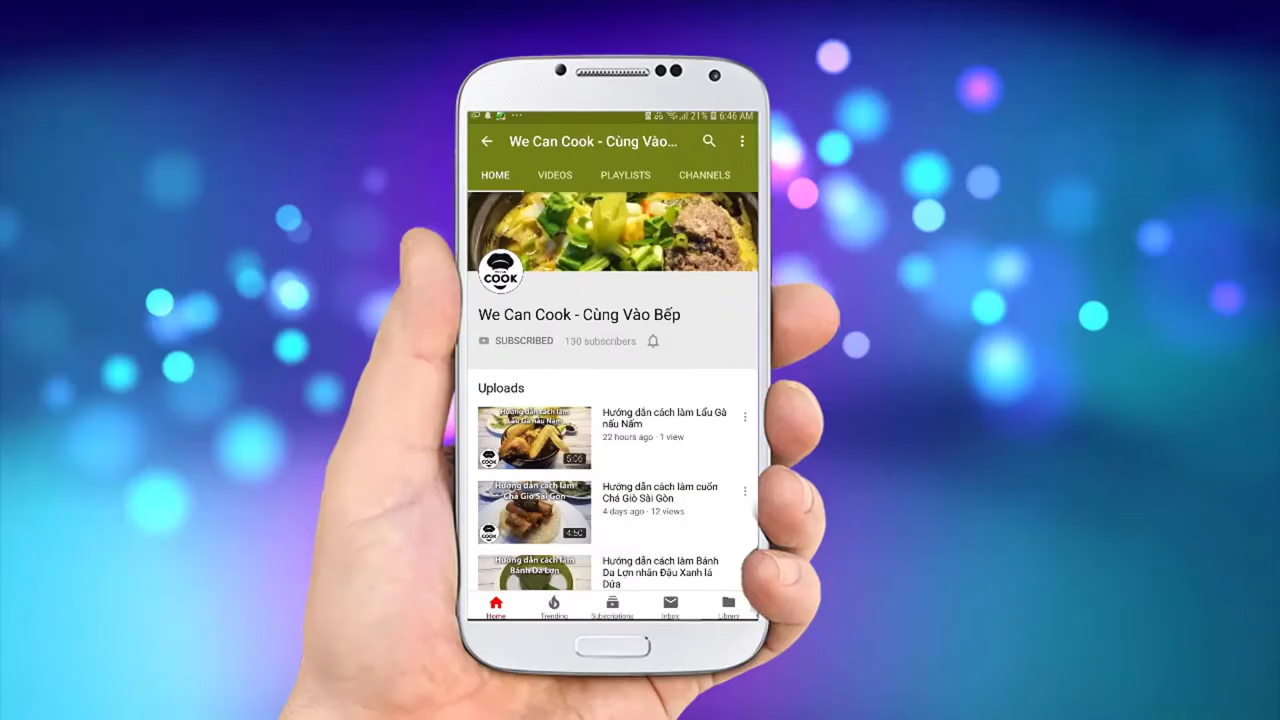 21% 6:46 AM
We Can Cook - Cùng Vào...
HOME VIDEOS PLAYLISTS CHANNELS
COOK
We Can Cook - Cùng Vào Bếp
SUBSCRIBED 130 subscribers
Uploads
Hướng dẫn cách làm
Lẩu Gà nấu Nấm
COOK
5:06
Hướng dẫn cách làm Lẩu Gà
nấu Nấm
22 hours ago · 1 view
Hướng dẫn cách làm
Chả Giò Sài Gòn
COOK
4:50
Hướng dẫn cách làm cuốn
Chả Giò Sài Gòn
4 days ago · 12 views
Hướng dẫn cách làm
Bánh Da Lợn
Hướng dẫn cách làm Bánh
Da Lợn nhân Đậu Xanh lá
Dứa
Home Trending Subscriptions Inbox Library